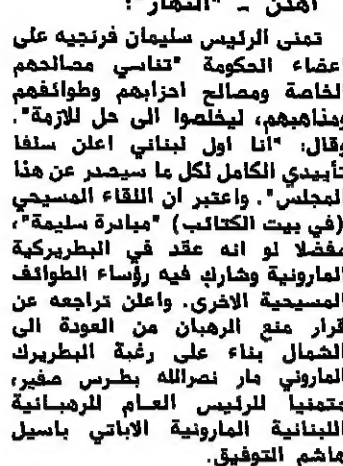 اهدن - "النهار":
تمنى الرئيس سليمان فرنجيه على
اعضاء الحكومة "تناسي مصالحهم
الخاصة ومصالح احزابهم وطوائفهم
ومذاهبهم، ليخلصوا الى حل للازمة".
وقال: "انا اول لبناني اعلن سلفا
تأييدي الكامل لكل ما سيصدر عن هذا
المجلس". واعتبر ان اللقاء المسيحي
(في بيت الكتائب) "مبادرة سليمة"،
مفضلا لو انه عقد في البطريركية
المارونية وشارك فيه رؤساء الطوائف
المسيحية الاخرى. واعلن تراجعه عن
قرار منع الرهبان من العودة الى
الشمال بناء على رغبة البطريرك
الماروني مار نصرالله بطرس صفير،
متمنيا للرئيس العام للرهبانية
اللبنانية المارونية الاباتي باسيل
هاشم التوفيق.